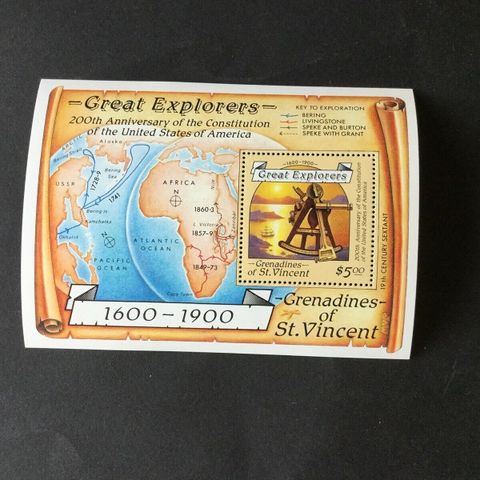 Great Explorers
200th Anniversary of the Constitution
of the United States of America
KEY TO EXPLORATION
BERING
LIVINGSTONE
SPEKE AND BURTON
SPEKE WITH GRANT
Alaska
USSR
1728-9
Bering
Sea
1741
Bering Is
Kamchatka
Okhotsk
PACIFIC
OCEAN
ATLANTIC
OCEAN
AFRICA
1860-3
1857-9
1849-73
Cape Town
Zanzibar
1600-1900
Great Explorers
200th Anniversary of the Constitution
of the United States of America
Grenadines
of St. Vincent
$5.00
19TH CENTURY SEXTANT
1600-1900
Grenadines
of
St. Vincent